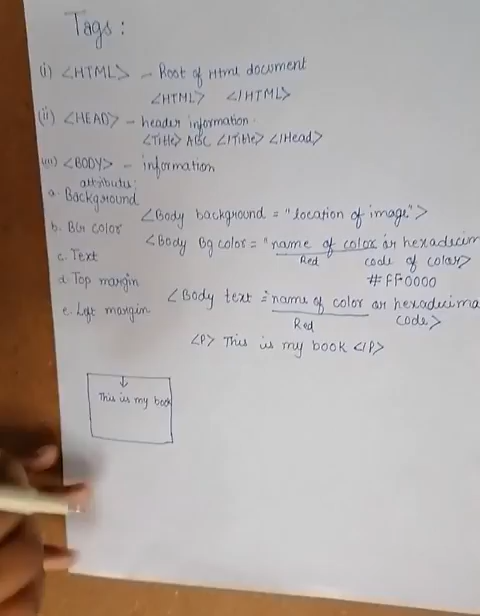 Tags:
(i) <HTML> - Root of Html document
<HTML> </HTML>
(ii) <HEAD> - header information.
<Title> ABC </Title> </Head>
(iii) <BODY> - information
attributes:
a. Background
<Body background = "location of image">
b. BG color
<Body Bg color = "name of color or hexadecim
Red code of color>
c. Text
#FF0000
d. Top margin
<Body text = name of color or hexadecima
e. Left margin
Red code>
<P> This is my book </P>
This is my book